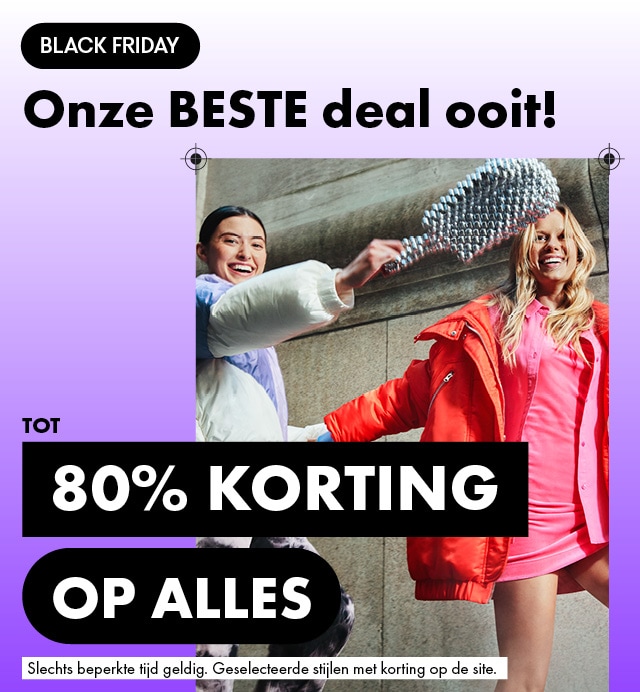 BLACK FRIDAY
Onze BESTE deal ooit!
TOT
80% KORTING
OP ALLES
Slechts beperkte tijd geldig. Geselecteerde stijlen met korting op de site.